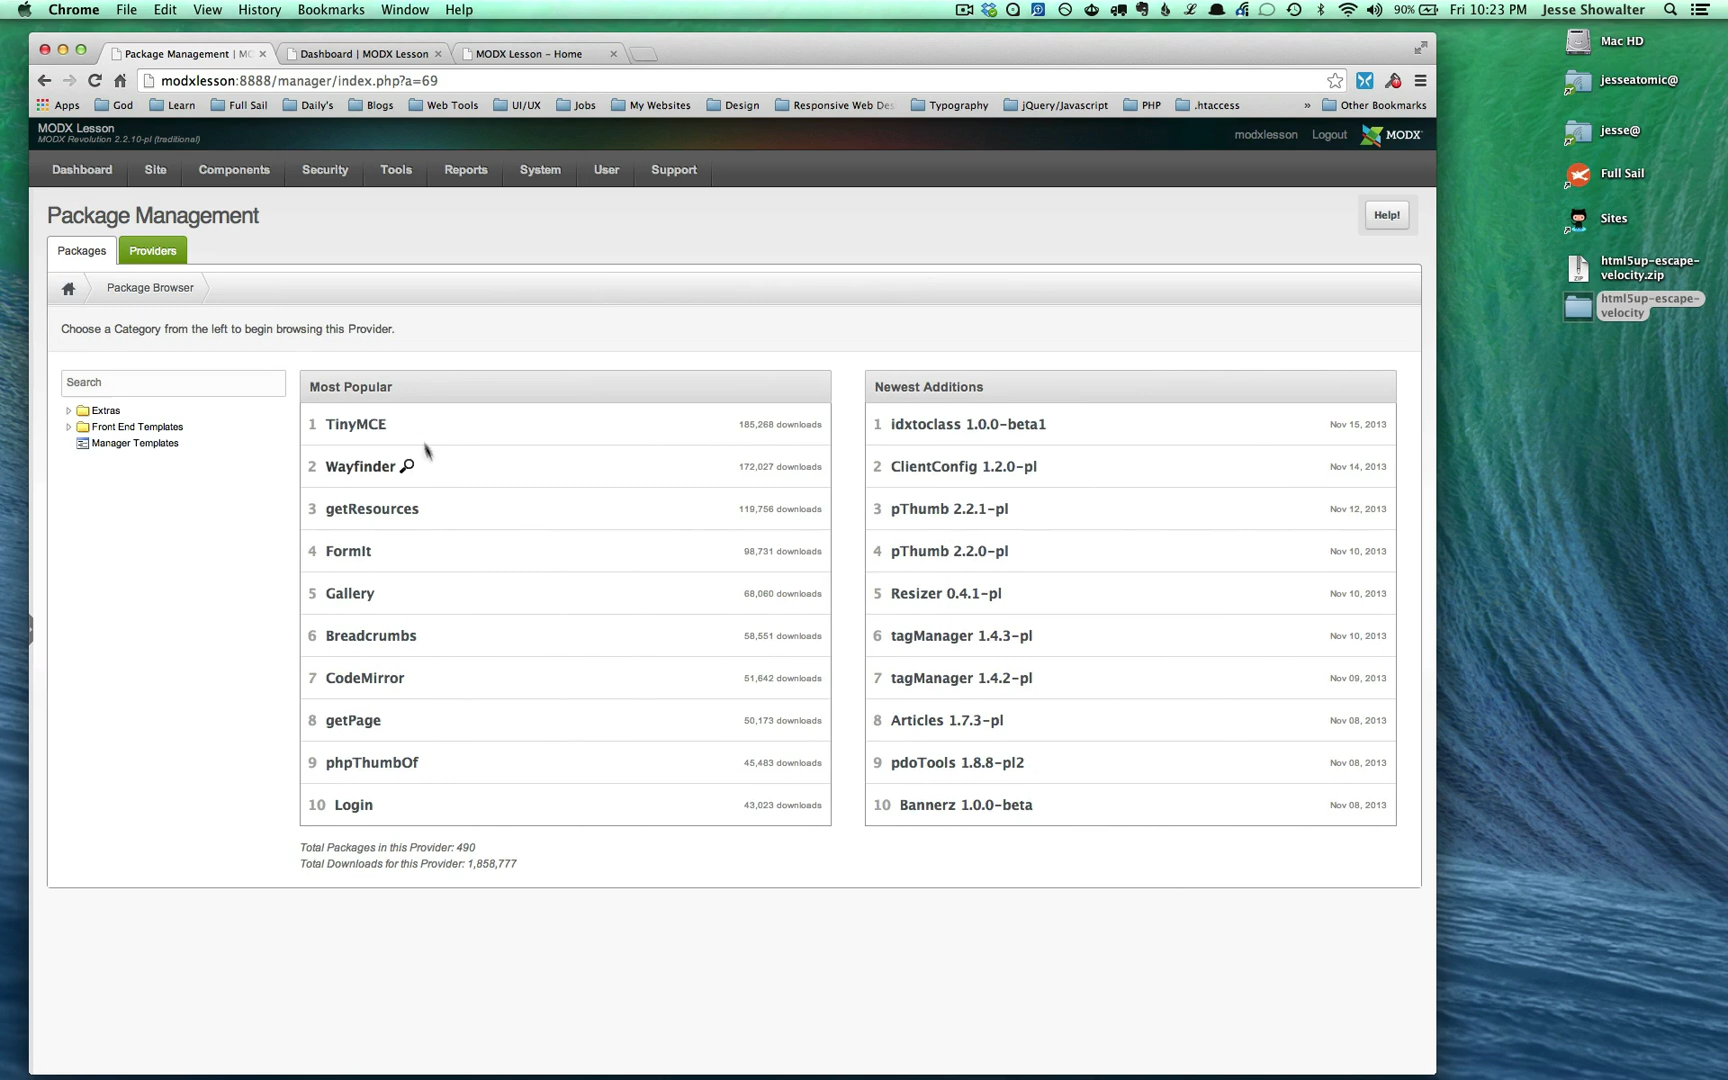 Chrome File Edit View History Bookmarks Window Help 90% Fri 10:23 PM Jesse Showalter
Package Management | MC Dashboard | MODX Lesson MODX Lesson – Home
modxlesson:8888/manager/index.php?a=69
Apps God Learn Full Sail Daily's Blogs Web Tools UI/UX Jobs My Websites Design Responsive Web Des Typography jQuery/Javascript PHP .htaccess » Other Bookmarks
MODX Lesson
MODX Revolution 2.2.10-pl (traditional)
modxlesson Logout MODX
Dashboard Site Components Security Tools Reports System User Support
Package Management
Help!
Packages Providers
Package Browser
Choose a Category from the left to begin browsing this Provider.
Search
Extras
Front End Templates
Manager Templates
Most Popular
1 TinyMCE 185,268 downloads
2 Wayfinder 172,027 downloads
3 getResources 119,756 downloads
4 FormIt 98,731 downloads
5 Gallery 68,060 downloads
6 Breadcrumbs 58,551 downloads
7 CodeMirror 51,642 downloads
8 getPage 50,173 downloads
9 phpThumbOf 45,483 downloads
10 Login 43,023 downloads
Total Packages in this Provider: 490
Total Downloads for this Provider: 1,858,777
Newest Additions
1 idxtoclass 1.0.0-beta1 Nov 15, 2013
2 ClientConfig 1.2.0-pl Nov 14, 2013
3 pThumb 2.2.1-pl Nov 12, 2013
4 pThumb 2.2.0-pl Nov 10, 2013
5 Resizer 0.4.1-pl Nov 10, 2013
6 tagManager 1.4.3-pl Nov 10, 2013
7 tagManager 1.4.2-pl Nov 09, 2013
8 Articles 1.7.3-pl Nov 08, 2013
9 pdoTools 1.8.8-pl2 Nov 08, 2013
10 Bannerz 1.0.0-beta Nov 08, 2013
Mac HD
jesseatomic@
jesse@
Full Sail
Sites
ZIP
html5up-escape-
velocity.zip
html5up-escape-
velocity